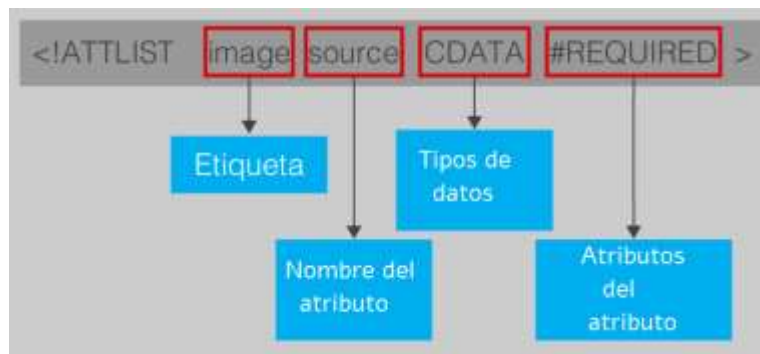 <!ATTLIST image source CDATA #REQUIRED >
Etiqueta
Tipos de
datos
Nombre del
atributo
Atributos
del
atributo